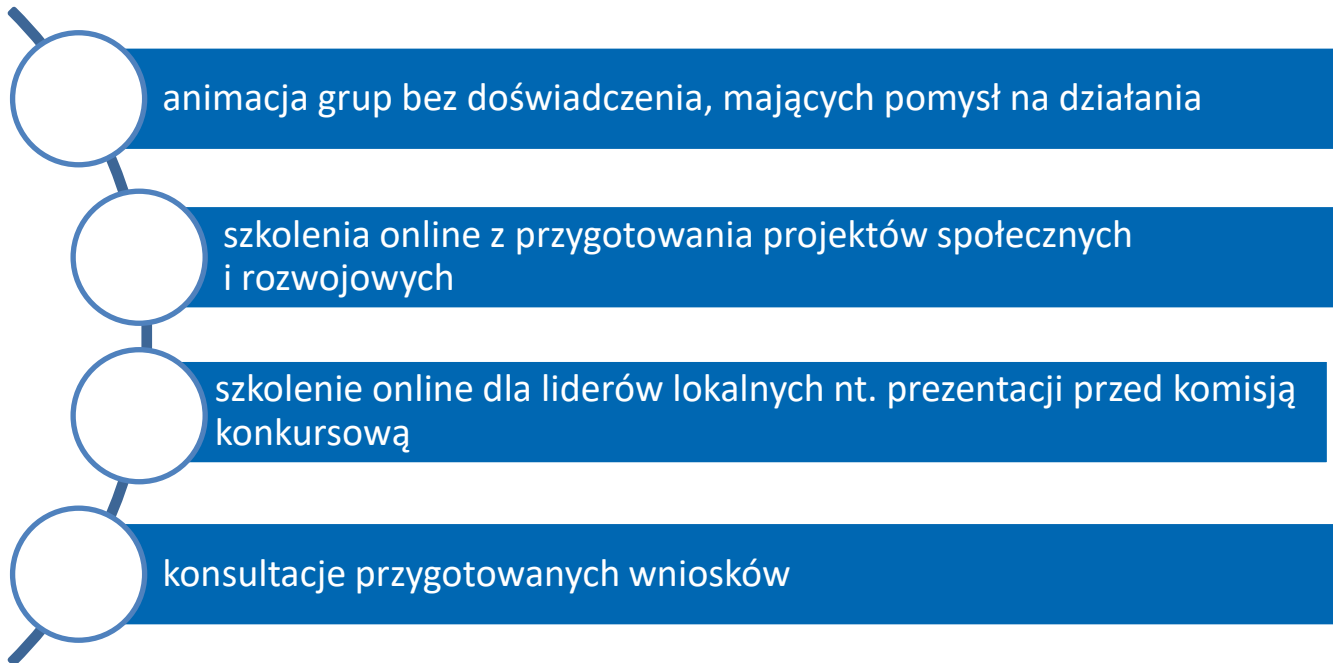 animacja grup bez doświadczenia, mających pomysł na działania
szkolenia online z przygotowania projektów społecznych
i rozwojowych
szkolenie online dla liderów lokalnych nt. prezentacji przed komisją
konkursową
konsultacje przygotowanych wniosków